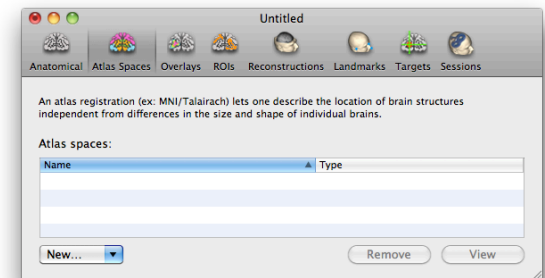 Untitled
Anatomical Atlas Spaces Overlays ROIs Reconstructions Landmarks Targets Sessions
An atlas registration (ex: MNI/Talairach) lets one describe the location of brain structures
independent from differences in the size and shape of individual brains.
Atlas spaces:
Name Type
New... Remove View